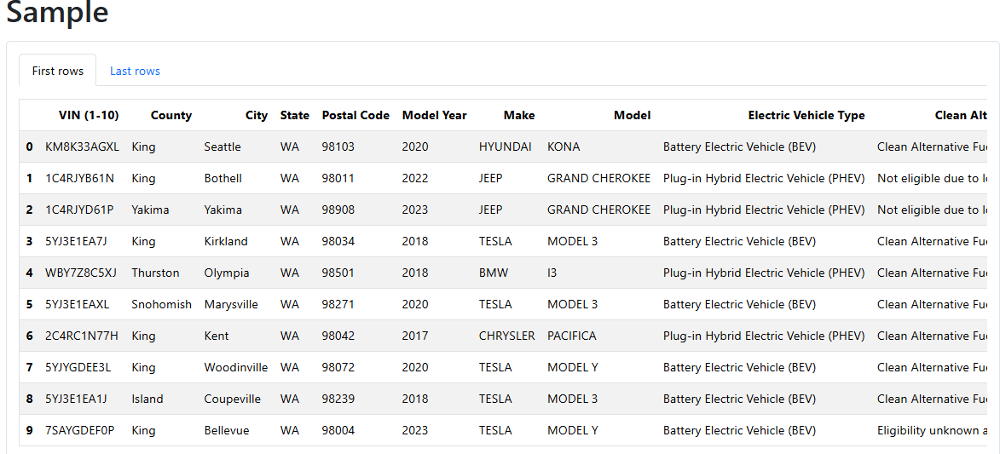 Sample
First rows Last rows
VIN (1-10) County City State Postal Code Model Year Make Model Electric Vehicle Type Clean Alt
0 KM8K33AGXL King Seattle WA 98103 2020 HYUNDAI KONA Battery Electric Vehicle (BEV) Clean Alternative Fu
1 1C4RJYB61N King Bothell WA 98011 2022 JEEP GRAND CHEROKEE Plug-in Hybrid Electric Vehicle (PHEV) Not eligible due to lo
2 1C4RJYD61P Yakima Yakima WA 98908 2023 JEEP GRAND CHEROKEE Plug-in Hybrid Electric Vehicle (PHEV) Not eligible due to lo
3 5YJ3E1EA7J King Kirkland WA 98034 2018 TESLA MODEL 3 Battery Electric Vehicle (BEV) Clean Alternative Fu
4 WBY7Z8C5XJ Thurston Olympia WA 98501 2018 BMW I3 Plug-in Hybrid Electric Vehicle (PHEV) Clean Alternative Fu
5 5YJ3E1EAXL Snohomish Marysville WA 98271 2020 TESLA MODEL 3 Battery Electric Vehicle (BEV) Clean Alternative Fu
6 2C4RC1N77H King Kent WA 98042 2017 CHRYSLER PACIFICA Plug-in Hybrid Electric Vehicle (PHEV) Clean Alternative Fu
7 5YJYGDEE3L King Woodinville WA 98072 2020 TESLA MODEL Y Battery Electric Vehicle (BEV) Clean Alternative Fu
8 5YJ3E1EA1J Island Coupeville WA 98239 2018 TESLA MODEL 3 Battery Electric Vehicle (BEV) Clean Alternative Fu
9 7SAYGDEF0P King Bellevue WA 98004 2023 TESLA MODEL Y Battery Electric Vehicle (BEV) Eligibility unknown a